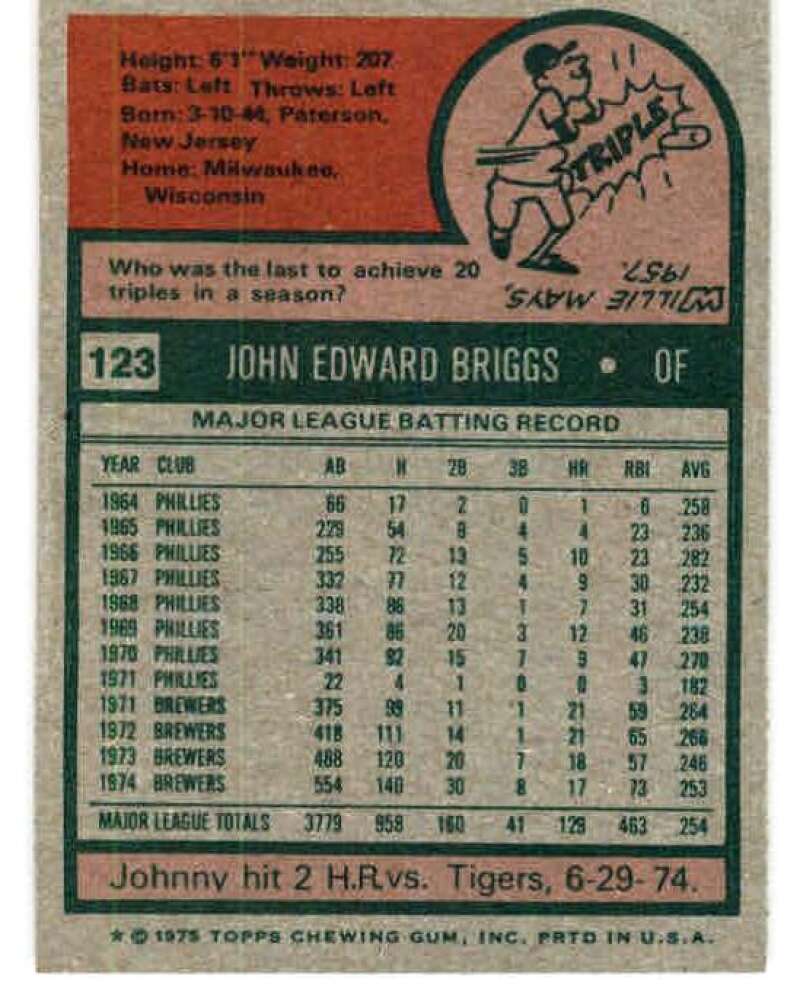 Height: 6'1" Weight: 207
Bats: Left Throws: Left
Born: 3-10-44, Paterson,
New Jersey
Home: Milwaukee,
Wisconsin
TRIPLE
Who was the last to achieve 20
triples in a season?
WILLIE MAYS,
1957.
123 JOHN EDWARD BRIGGS • OF
MAJOR LEAGUE BATTING RECORD
YEAR CLUB AB H 2B 3B HR RBI AVG
1964 PHILLIES 66 17 2 0 1 6 .258
1965 PHILLIES 229 54 9 4 4 23 .236
1966 PHILLIES 255 72 13 5 10 23 .282
1967 PHILLIES 332 77 12 4 9 30 .232
1968 PHILLIES 338 86 13 1 7 31 .254
1969 PHILLIES 361 86 20 3 12 46 .238
1970 PHILLIES 341 92 15 7 9 47 .270
1971 PHILLIES 22 4 1 0 0 3 .182
1971 BREWERS 375 99 11 1 21 59 .264
1972 BREWERS 418 111 14 1 21 65 .266
1973 BREWERS 488 120 20 7 18 57 .246
1974 BREWERS 554 140 30 8 17 73 .253
MAJOR LEAGUE TOTALS 3779 958 160 41 129 463 .254
Johnny hit 2 H.R. vs. Tigers, 6-29-74.
* © 1975 TOPPS CHEWING GUM, INC. PRTD IN U.S.A.